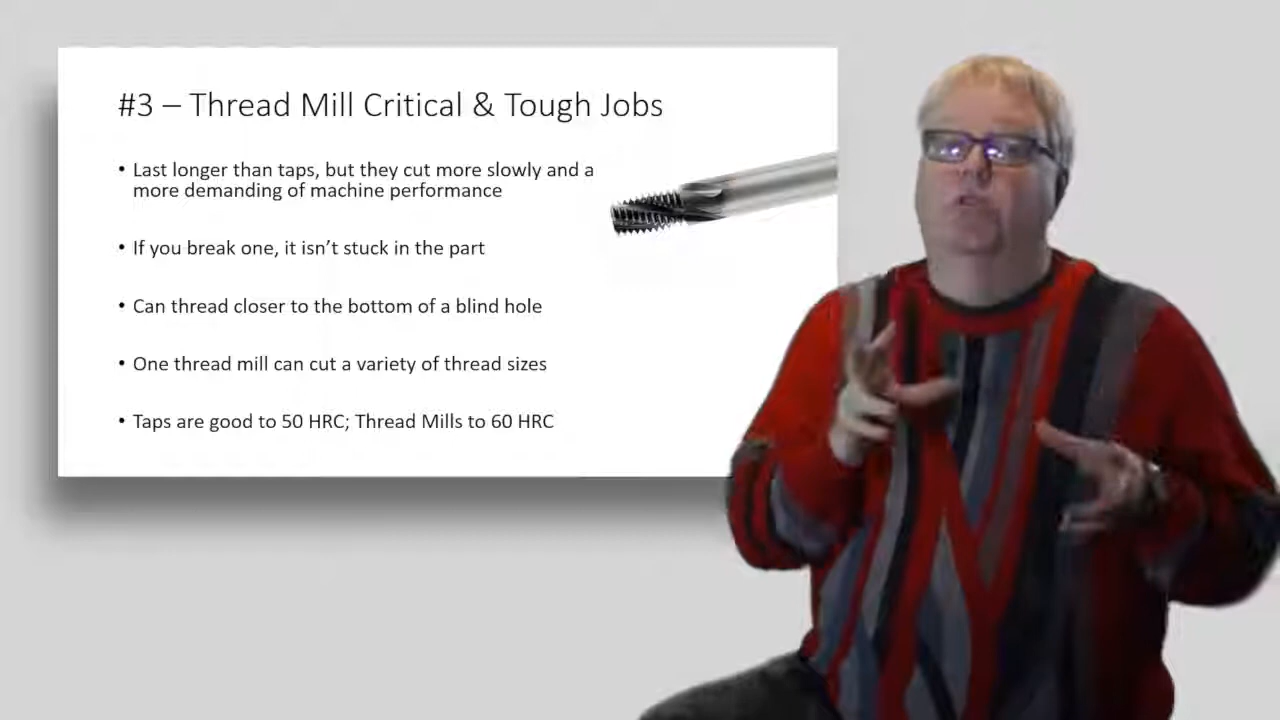 #3 – Thread Mill Critical & Tough Jobs
• Last longer than taps, but they cut more slowly and a
more demanding of machine performance
• If you break one, it isn’t stuck in the part
• Can thread closer to the bottom of a blind hole
• One thread mill can cut a variety of thread sizes
• Taps are good to 50 HRC; Thread Mills to 60 HRC